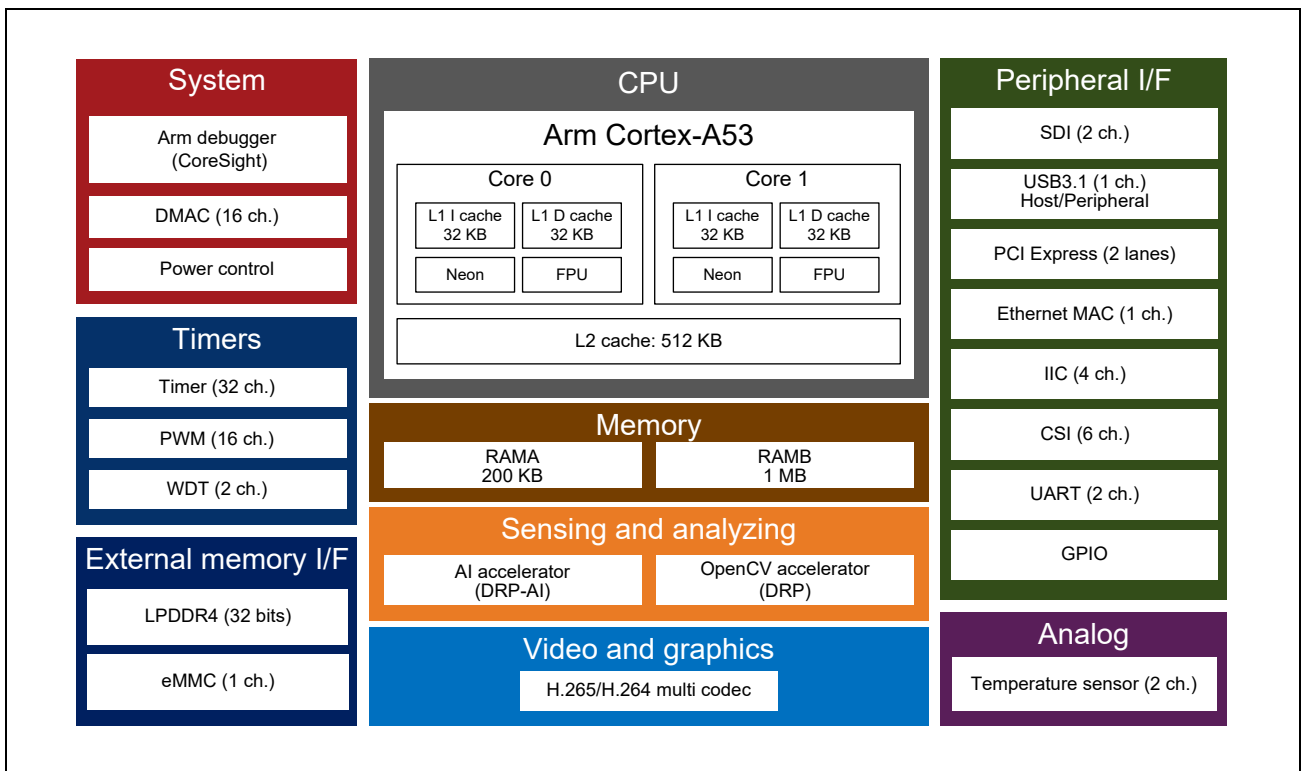 System
Arm debugger
(CoreSight)
DMAC (16 ch.)
Power control
Timers
Timer (32 ch.)
PWM (16 ch.)
WDT (2 ch.)
External memory I/F
LPDDR4 (32 bits)
eMMC (1 ch.)
CPU
Arm Cortex-A53
Core 0
L1 I cache
32 KB
L1 D cache
32 KB
Neon
FPU
Core 1
L1 I cache
32 KB
L1 D cache
32 KB
Neon
FPU
L2 cache: 512 KB
Memory
RAMA
200 KB
RAMB
1 MB
Sensing and analyzing
AI accelerator
(DRP-AI)
OpenCV accelerator
(DRP)
Video and graphics
H.265/H.264 multi codec
Peripheral I/F
SDI (2 ch.)
USB3.1 (1 ch.)
Host/Peripheral
PCI Express (2 lanes)
Ethernet MAC (1 ch.)
IIC (4 ch.)
CSI (6 ch.)
UART (2 ch.)
GPIO
Analog
Temperature sensor (2 ch.)